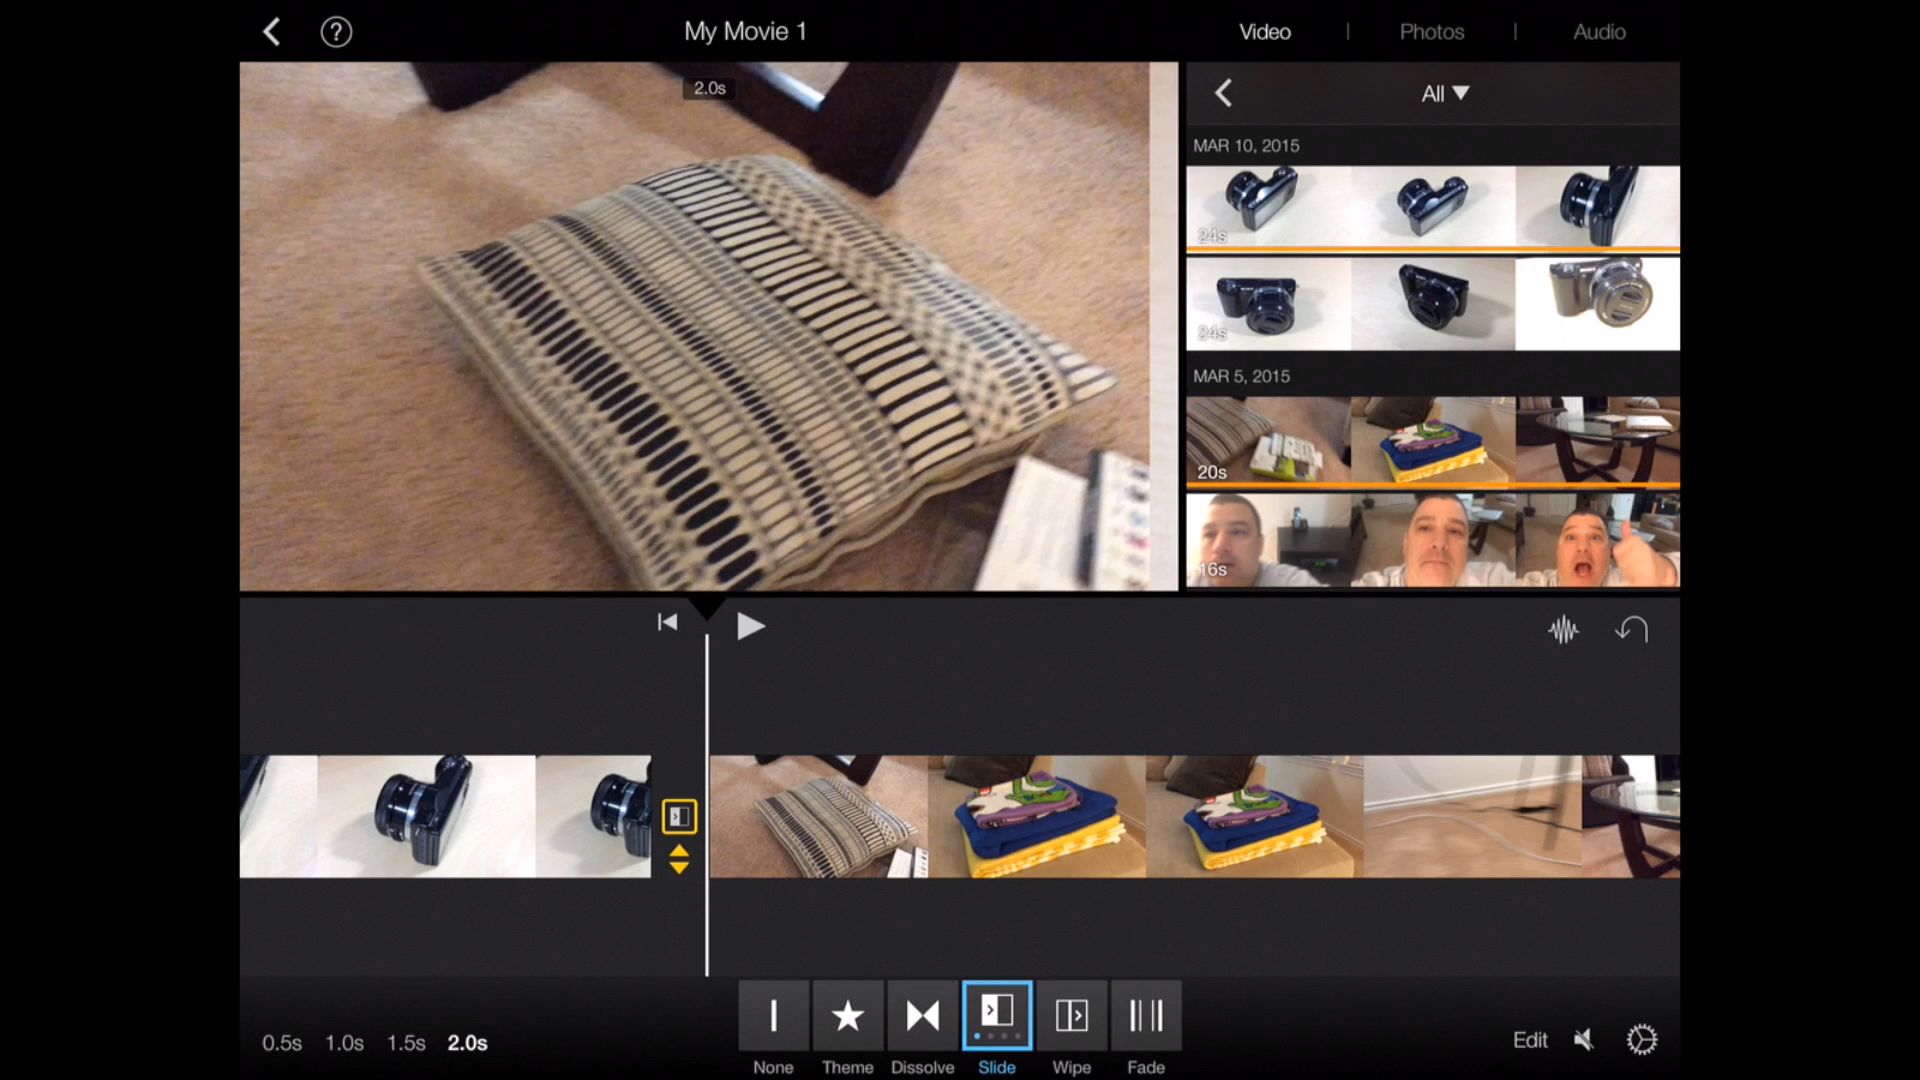 ?
My Movie 1
Video | Photos | Audio
2.0s
All
MAR 10, 2015
24s
24s
MAR 5, 2015
20s
16s
0.5s 1.0s 1.5s 2.0s
None Theme Dissolve Slide Wipe Fade
Edit